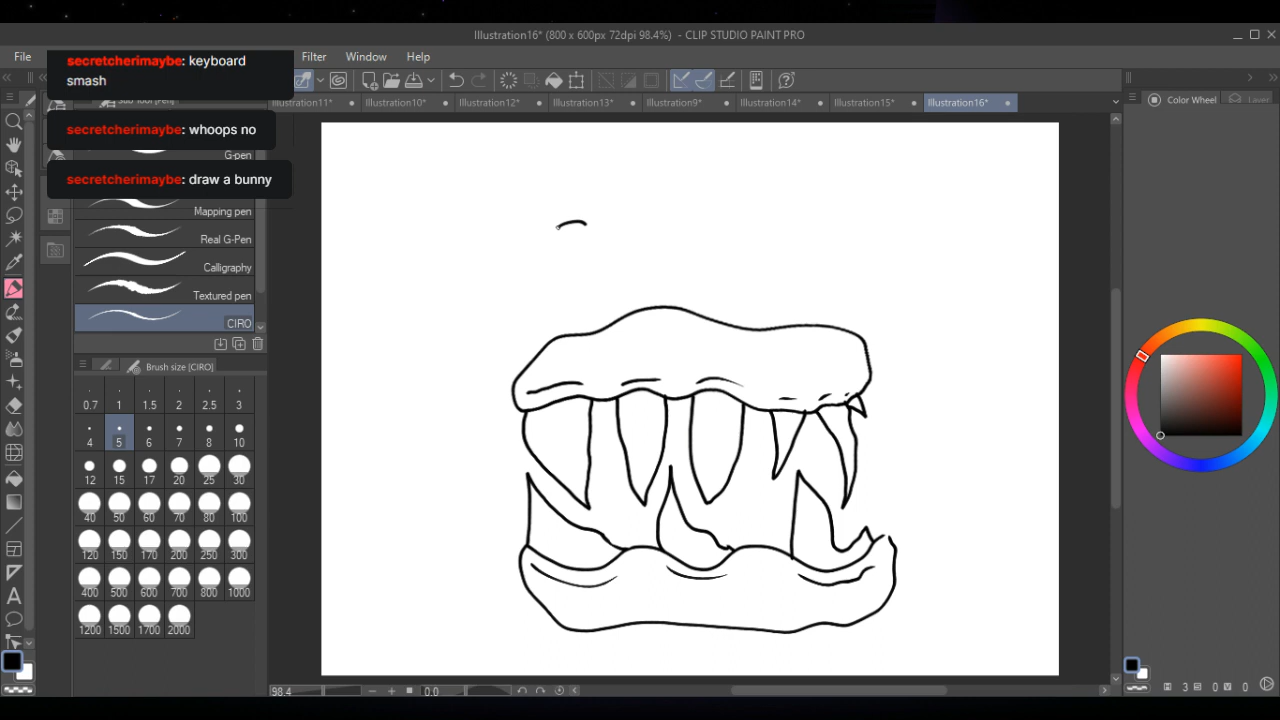 Illustration16* (800 x 600px 72dpi 98.4%) - CLIP STUDIO PAINT PRO
File
Filter
Window
Help
secretcherimaybe: keyboard
smash
secretcherimaybe: whoops no
secretcherimaybe: draw a bunny
Illustration10*
Illustration12*
Illustration13*
Illustration9*
Illustration14*
Illustration15*
Illustration16*
Color Wheel
Layer
G-pen
Mapping pen
Real G-Pen
Calligraphy
Textured pen
CIRO
Brush size [CIRO]
0.7 1 1.5 2 2.5 3
4 5 6 7 8 10
12 15 17 20 25 30
40 50 60 70 80 100
120 150 170 200 250 300
400 500 600 700 800 1000
1200 1500 1700 2000
98.4
0.0
3 0 0